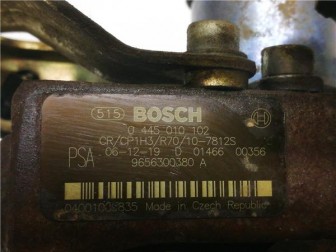 515 BOSCH
0 445 010 102
CR/CP1H3/R70/10-7812S
06-12-19 D 01466 00356
PSA 9656300380 A
Made in Czech Republic